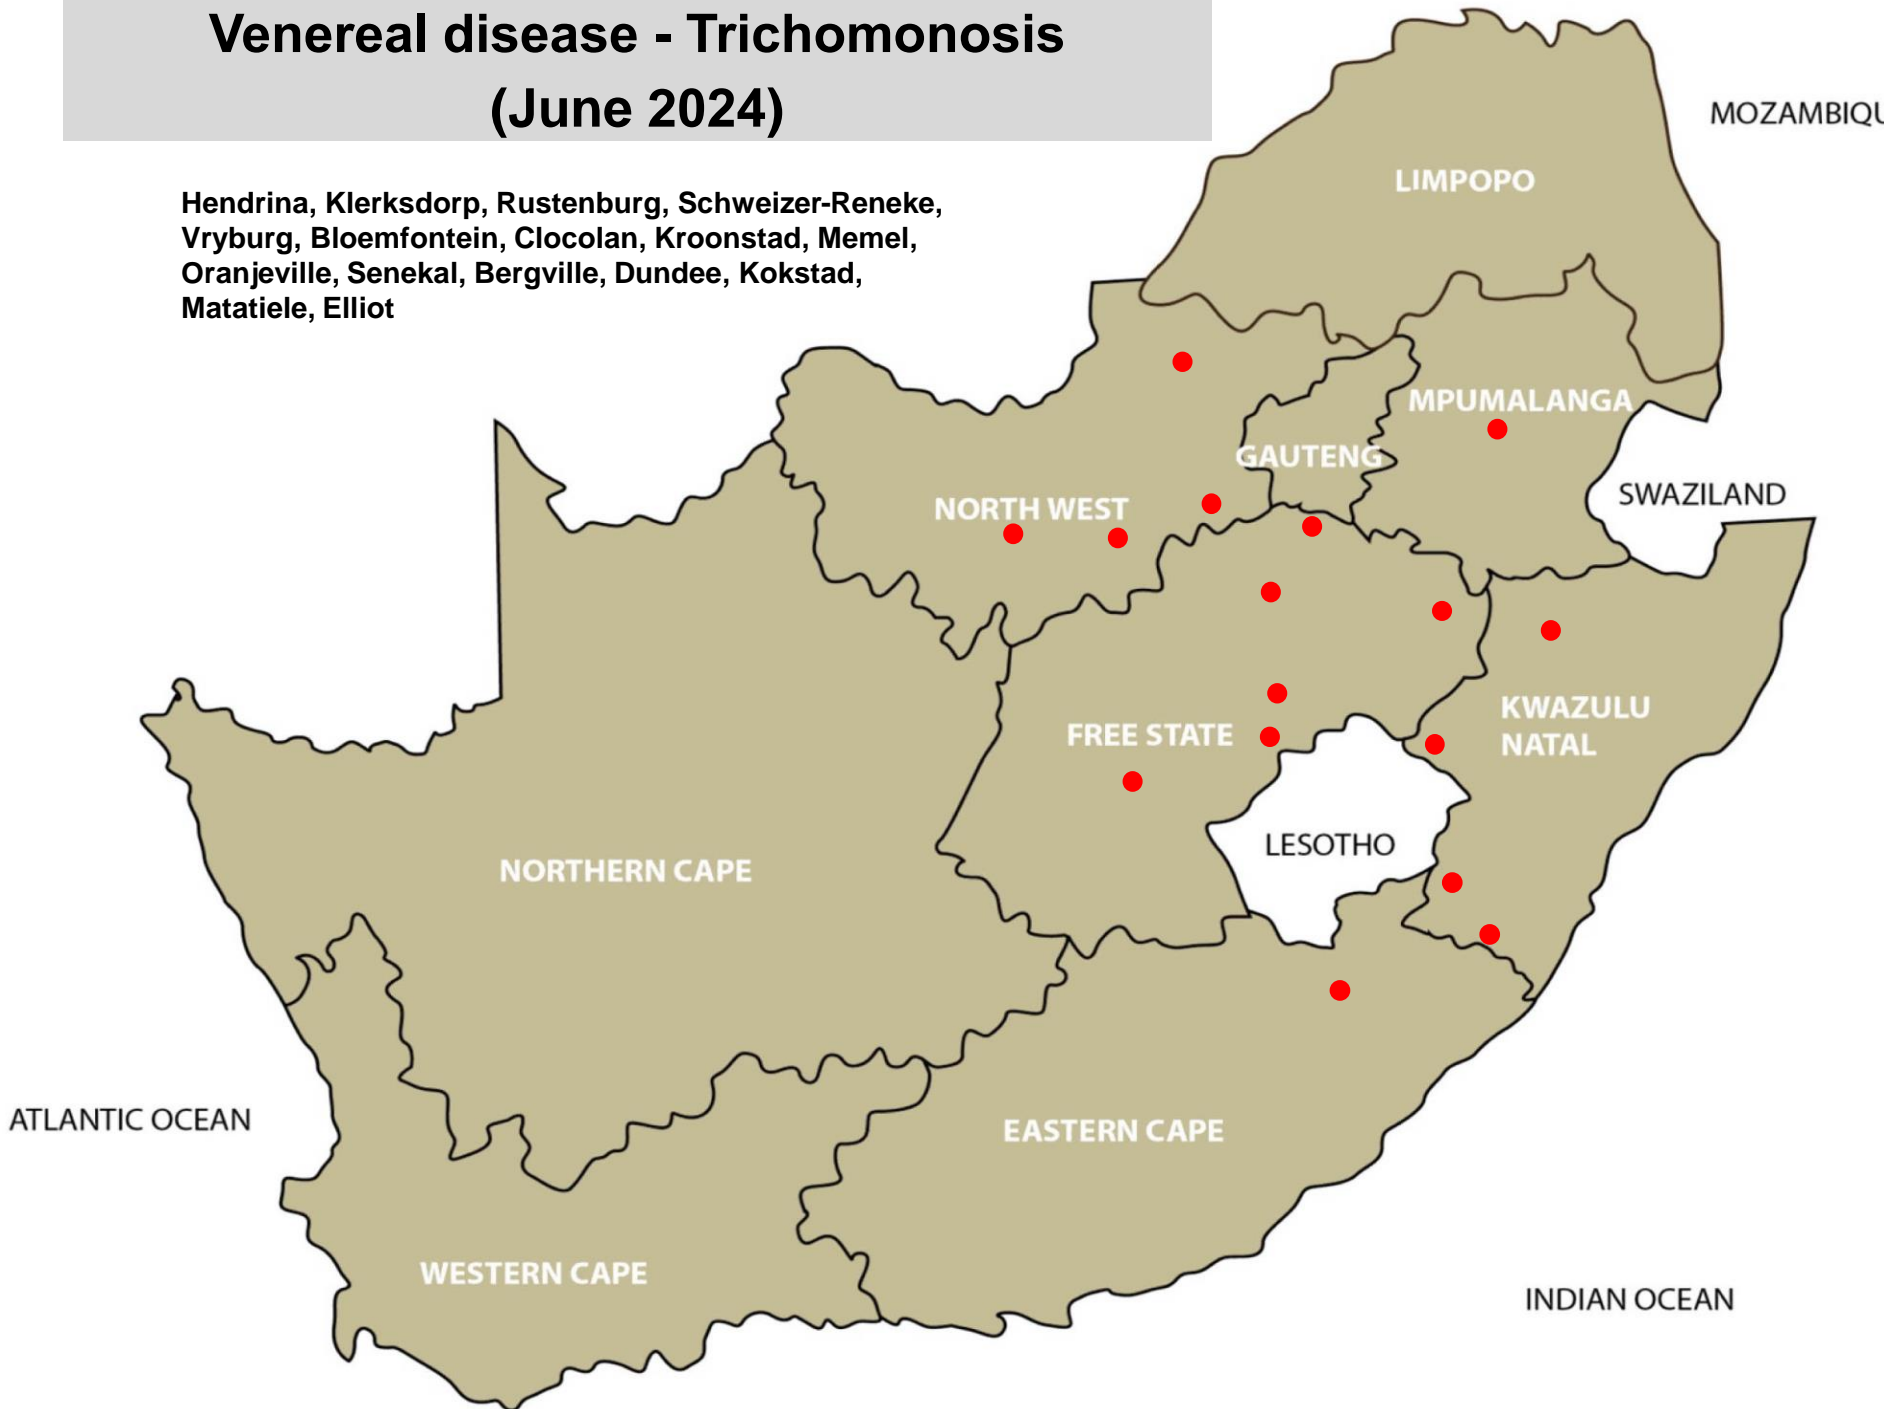 Venereal disease - Trichomonosis
(June 2024)
Hendrina, Klerksdorp, Rustenburg, Schweizer-Reneke,
Vryburg, Bloemfontein, Clocolan, Kroonstad, Memel,
Oranjeville, Senekal, Bergville, Dundee, Kokstad,
Matatiele, Elliot
MOZAMBIQU
LIMPOPO
MPUMALANGA
GAUTENG
SWAZILAND
NORTH WEST
KWAZULU
NATAL
FREE STATE
LESOTHO
NORTHERN CAPE
ATLANTIC OCEAN
EASTERN CAPE
WESTERN CAPE
INDIAN OCEAN